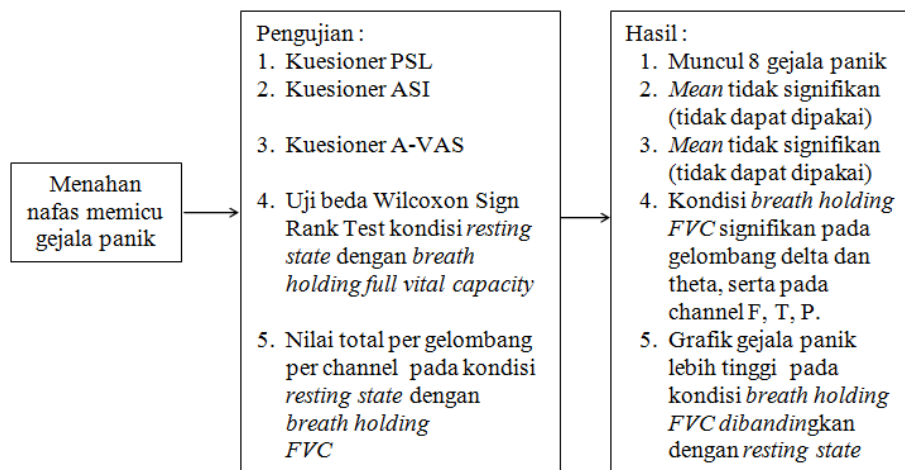 Menahan
nafas memicu
gejala panik
Pengujian :
1. Kuesioner PSL
2. Kuesioner ASI
3. Kuesioner A-VAS
4. Uji beda Wilcoxon Sign
Rank Test kondisi resting
state dengan breath
holding full vital capacity
5. Nilai total per gelombang
per channel pada kondisi
resting state dengan
breath holding
FVC
Hasil :
1. Muncul 8 gejala panik
2. Mean tidak signifikan
(tidak dapat dipakai)
3. Mean tidak signifikan
(tidak dapat dipakai)
4. Kondisi breath holding
FVC signifikan pada
gelombang delta dan
theta, serta pada
channel F, T, P.
5. Grafik gejala panik
lebih tinggi pada
kondisi breath holding
FVC dibandingkan
dengan resting state